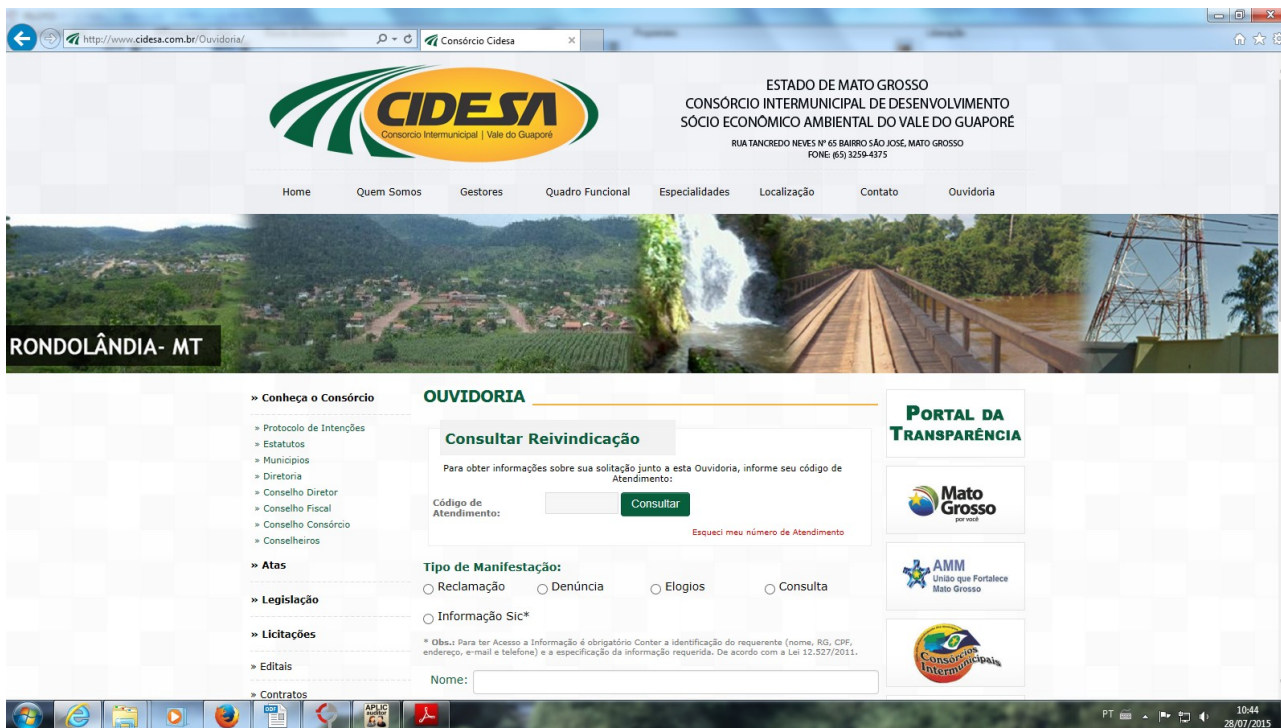 http://www.cidesa.com.br/Ouvidoria/
Consórcio Cidesa
CIDESA
Consorcio Intermunicipal | Vale do Guaporé
ESTADO DE MATO GROSSO
CONSÓRCIO INTERMUNICIPAL DE DESENVOLVIMENTO
SÓCIO ECONÔMICO AMBIENTAL DO VALE DO GUAPORÉ
RUA TANCREDO NEVES Nº 65 BAIRRO SÃO JOSÉ, MATO GROSSO
FONE: (65) 3259-4375
Home Quem Somos Gestores Quadro Funcional Especialidades Localização Contato Ouvidoria
RONDOLÂNDIA- MT
» Conheça o Consórcio
» Protocolo de Intenções
» Estatutos
» Municipios
» Diretoria
» Conselho Diretor
» Conselho Fiscal
» Conselho Consórcio
» Conselheiros
» Atas
» Legislação
» Licitações
» Editais
» Contratos
OUVIDORIA
Consultar Reivindicação
Para obter informações sobre sua solitação junto a esta Ouvidoria, informe seu código de
Atendimento:
Código de
Atendimento:
Consultar
Esqueci meu número de Atendimento
Tipo de Manifestação:
Reclamação Denúncia Elogios Consulta
Informação Sic*
* Obs.: Para ter Acesso a Informação é obrigatório Conter a identificação do requerente (nome, RG, CPF,
endereço, e-mail e telefone) e a especificação da informação requerida. De acordo com a Lei 12.527/2011.
Nome:
PORTAL DA
TRANSPARÊNCIA
Mato
Grosso
por você
AMM
União que Fortalece
Mato Grosso
Consórcios
Intermunicipais
ODF
APLIC
auditor
PT
10:44
28/07/2015